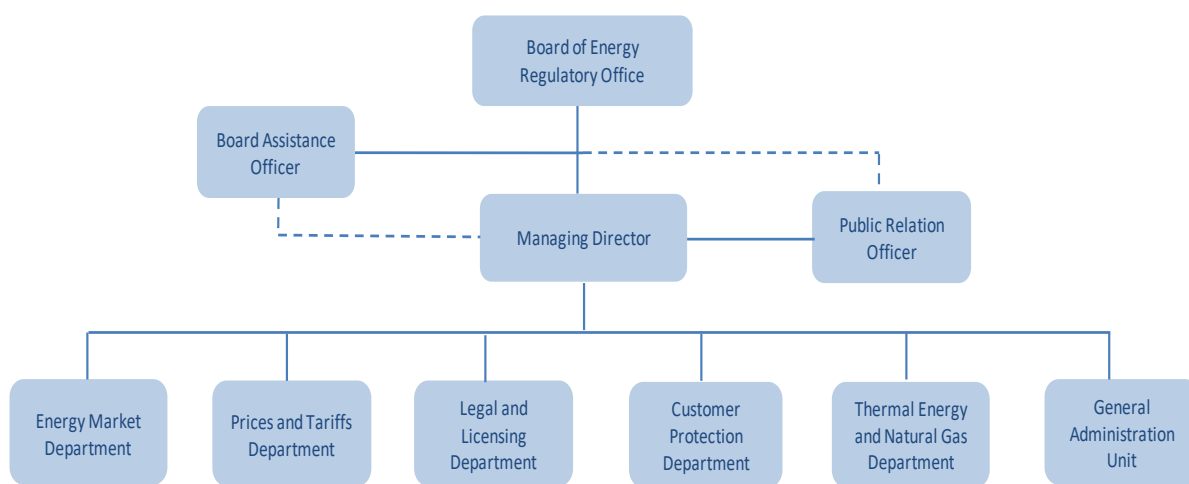 Board of Energy
Regulatory Office
Board Assistance
Officer
Managing Director
Public Relation
Officer
Energy Market
Department
Prices and Tariffs
Department
Legal and
Licensing
Department
Customer
Protection
Department
Thermal Energy
and Natural Gas
Department
General
Administration
Unit